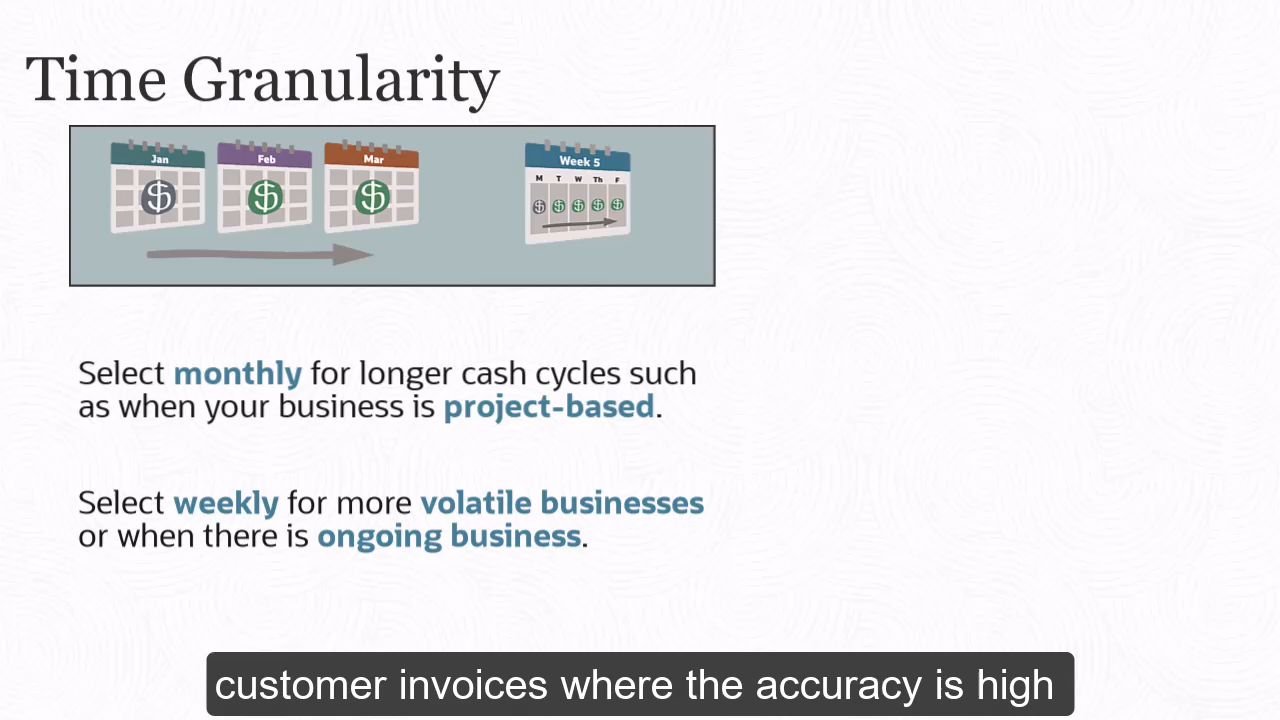 Time Granularity
Jan
Feb
Mar
Week 5
M T W Th F
Select monthly for longer cash cycles such
as when your business is project-based.
Select weekly for more volatile businesses
or when there is ongoing business.
customer invoices where the accuracy is high